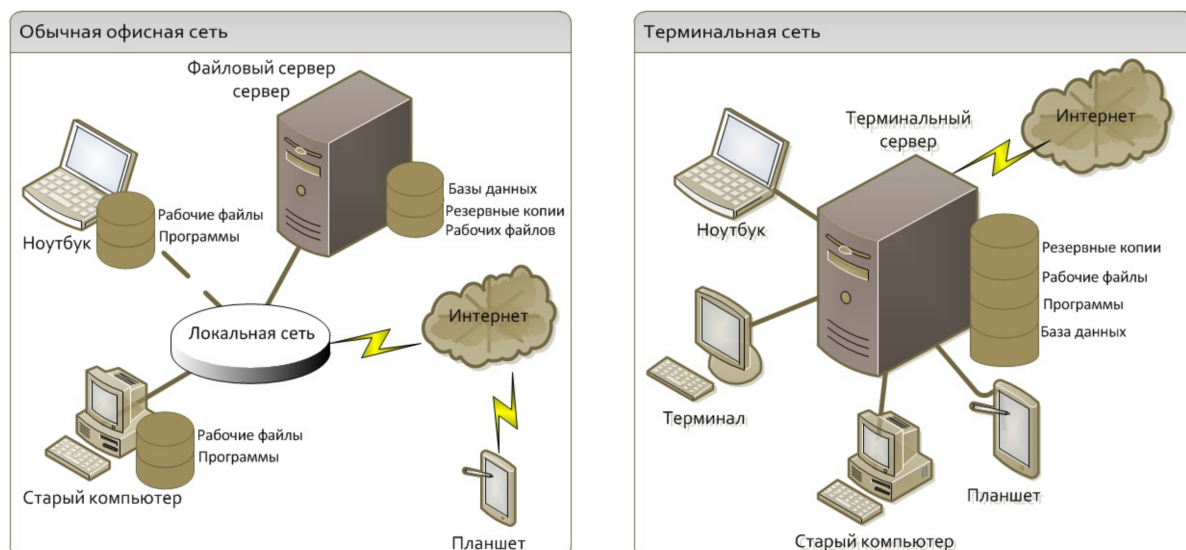 Обычная офисная сеть
Файловый сервер
сервер
Базы данных
Резервные копии
Рабочих файлов
Рабочие файлы
Программы
Ноутбук
Локальная сеть
Интернет
Рабочие файлы
Программы
Старый компьютер
Планшет
Терминальная сеть
Интернет
Терминальный
сервер
Ноутбук
Резервные копии
Рабочие файлы
Программы
База данных
Терминал
Планшет
Старый компьютер